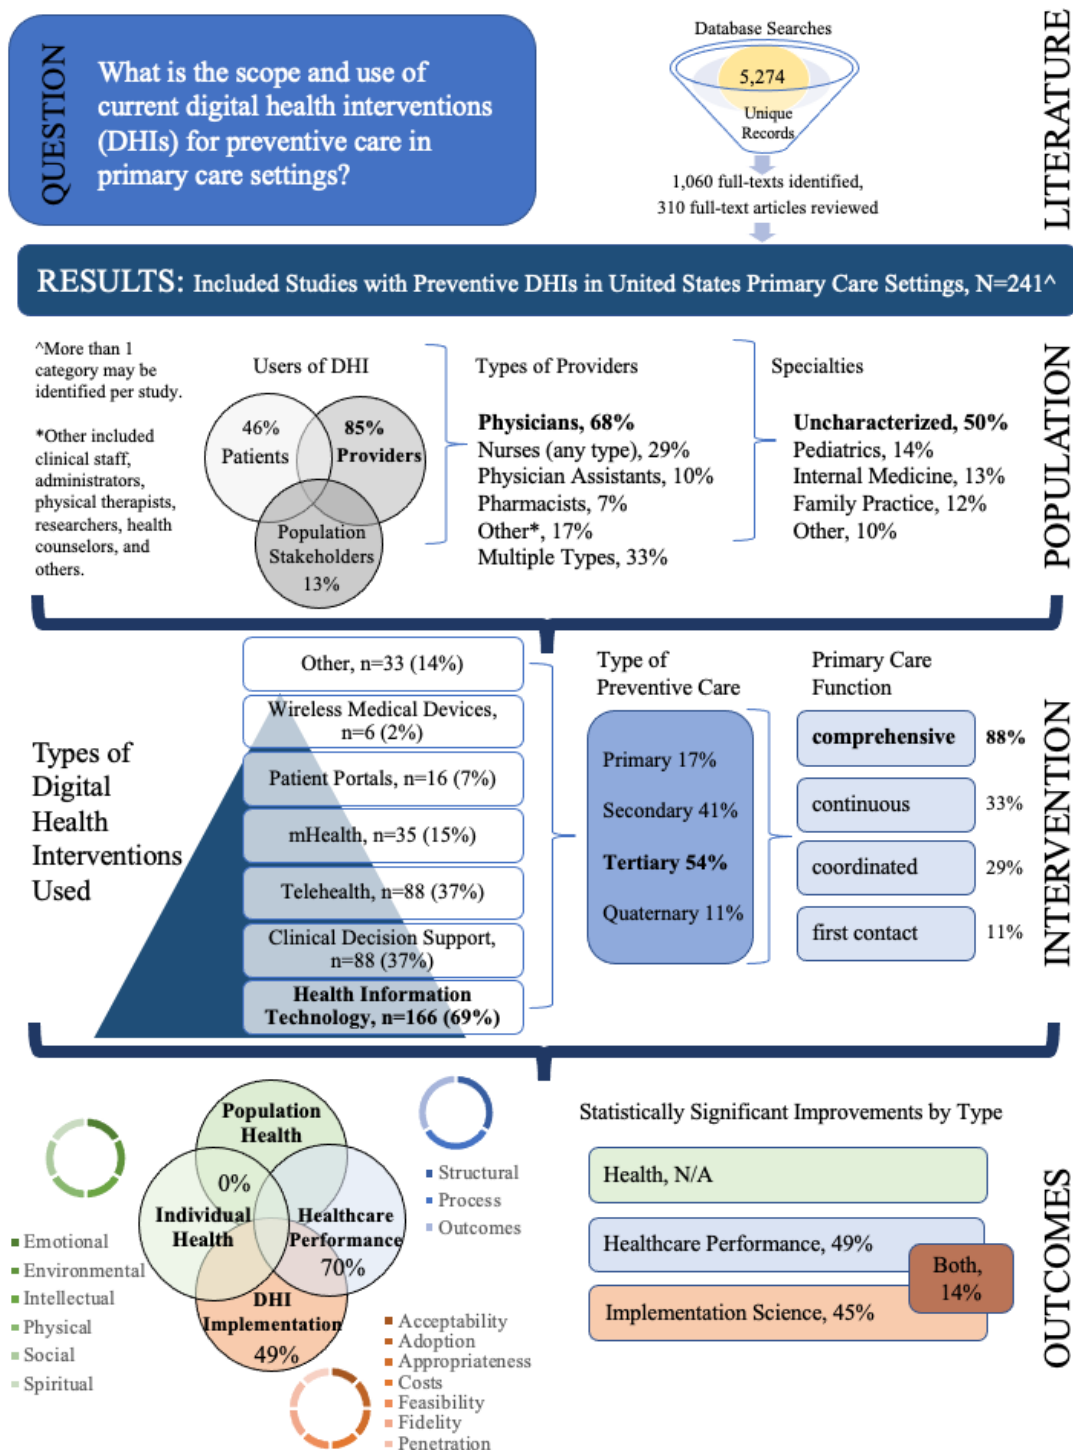 QUESTION
What is the scope and use of
current digital health interventions
(DHIs) for preventive care in
primary care settings?
Database Searches
5,274
Unique
Records
1,060 full-texts identified,
310 full-text articles reviewed
LITERATURE
RESULTS: Included Studies with Preventive DHIs in United States Primary Care Settings, N=241^
^More than 1
category may be
identified per study.
*Other included
clinical staff,
administrators,
physical therapists,
researchers, health
counselors, and
others.
Users of DHI
46%
Patients
85%
Providers
Population
Stakeholders
13%
Types of Providers
Physicians, 68%
Nurses (any type), 29%
Physician Assistants, 10%
Pharmacists, 7%
Other*, 17%
Multiple Types, 33%
Specialties
Uncharacterized, 50%
Pediatrics, 14%
Internal Medicine, 13%
Family Practice, 12%
Other, 10%
POPULATION
Types of
Digital
Health
Interventions
Used
Other, n=33 (14%)
Wireless Medical Devices,
n=6 (2%)
Patient Portals, n=16 (7%)
mHealth, n=35 (15%)
Telehealth, n=88 (37%)
Clinical Decision Support,
n=88 (37%)
Health Information
Technology, n=166 (69%)
Type of
Preventive Care
Primary 17%
Secondary 41%
Tertiary 54%
Quaternary 11%
Primary Care
Function
comprehensive 88%
continuous 33%
coordinated 29%
first contact 11%
INTERVENTION
Population
Health
0%
Individual
Health
Healthcare
Performance
70%
DHI
Implementation
49%
Emotional
Environmental
Intellectual
Physical
Social
Spiritual
Structural
Process
Outcomes
Acceptability
Adoption
Appropriateness
Costs
Feasibility
Fidelity
Penetration
Statistically Significant Improvements by Type
Health, N/A
Healthcare Performance, 49%
Both,
14%
Implementation Science, 45%
OUTCOMES